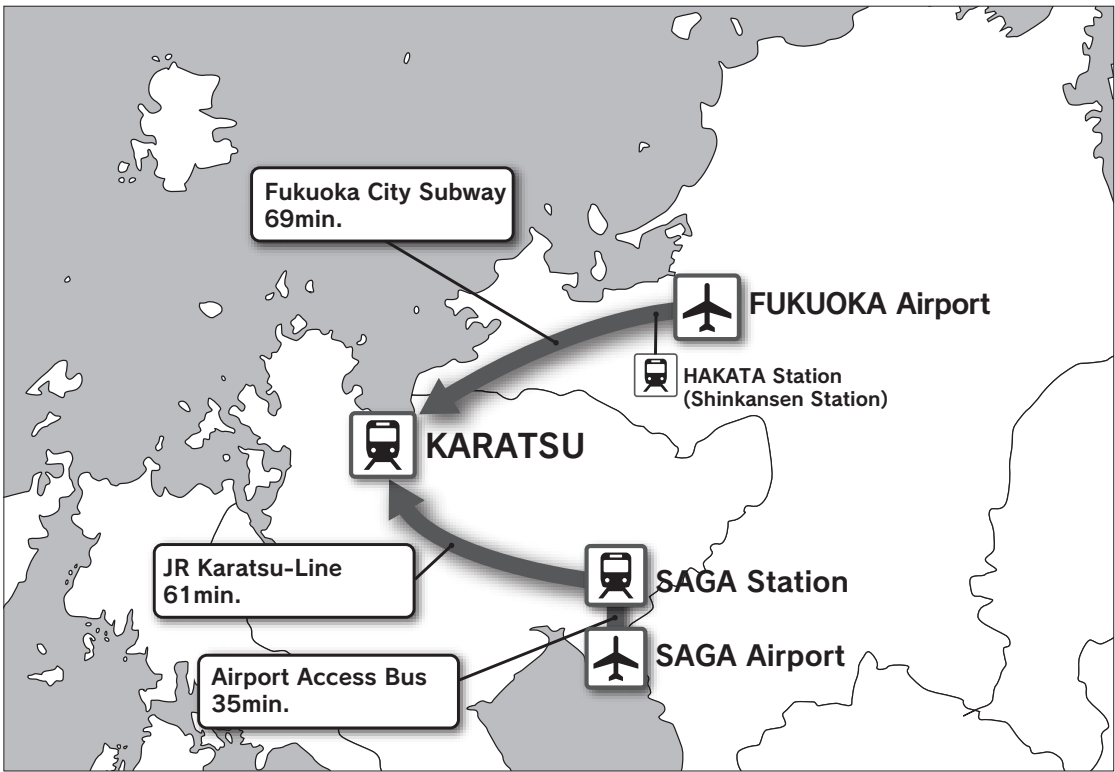 Fukuoka City Subway
69min.
FUKUOKA Airport
HAKATA Station
(Shinkansen Station)
KARATSU
JR Karatsu-Line
61min.
SAGA Station
SAGA Airport
Airport Access Bus
35min.